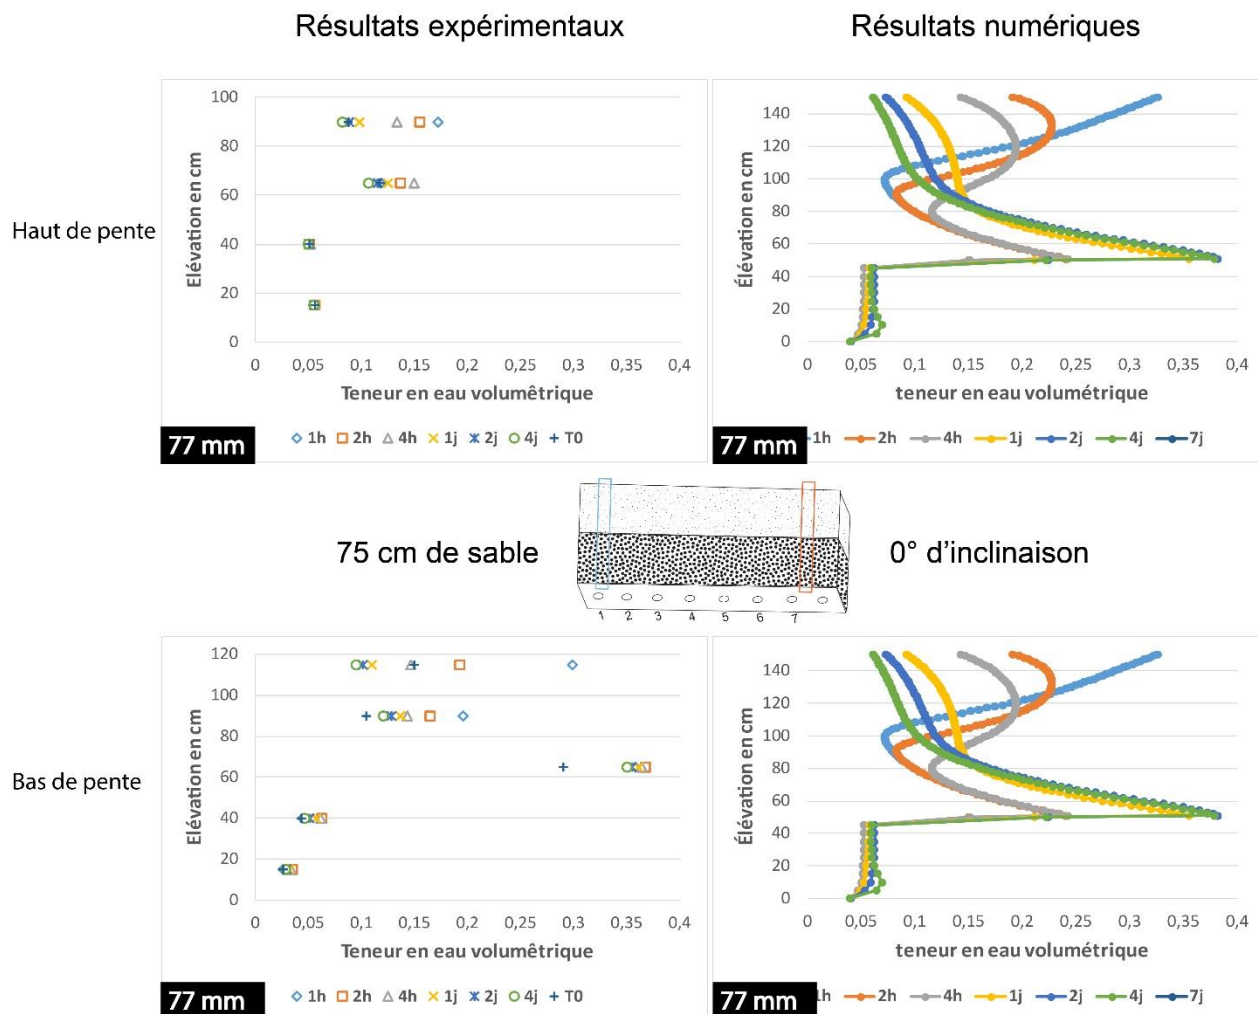 Résultats expérimentaux
Résultats numériques
Haut de pente
Elévation en cm
100
80
60
40
20
0
0 0,05 0,1 0,15 0,2 0,25 0,3 0,35 0,4
Teneur en eau volumêtrique
77 mm
1h 2h 4h 1j 2j 4j T0
Élévation en cm
140
120
100
80
60
40
20
0
0 0,05 0,1 0,15 0,2 0,25 0,3 0,35 0,4
teneur en eau volumétrique
77 mm
1h 2h 4h 1j 2j 4j 7j
75 cm de sable
1 2 3 4 5 6 7
0° d'inclinaison
Bas de pente
Elévation en cm
120
100
80
60
40
20
0
0 0,05 0,1 0,15 0,2 0,25 0,3 0,35 0,4
Teneur en eau volumêtrique
77 mm
1h 2h 4h 1j 2j 4j T0
Élévation en cm
140
120
100
80
60
40
20
0
0 0,05 0,1 0,15 0,2 0,25 0,3 0,35 0,4
teneur en eau volumétrique
77 mm
1h 2h 4h 1j 2j 4j 7j